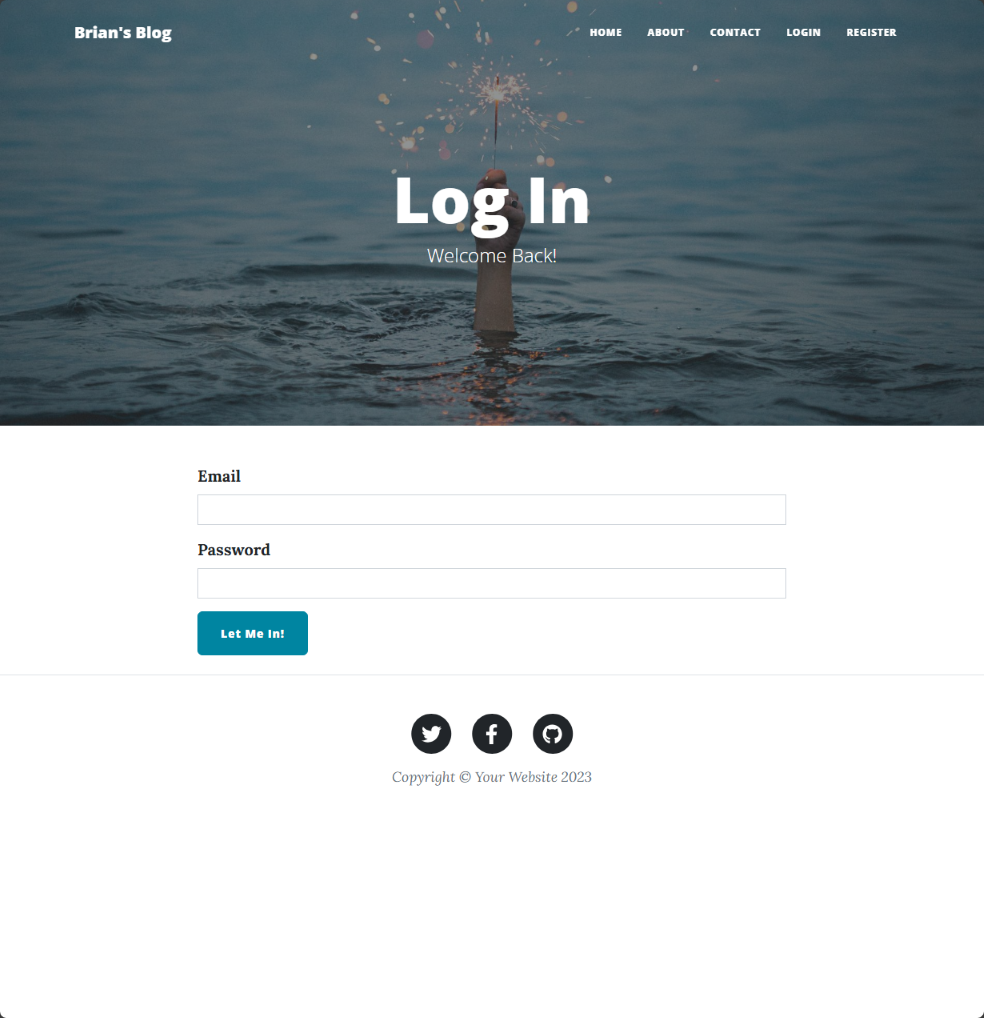 Brian's Blog
HOME ABOUT CONTACT LOGIN REGISTER
Log In
Welcome Back!
Email
Password
Let Me In!
Copyright © Your Website 2023